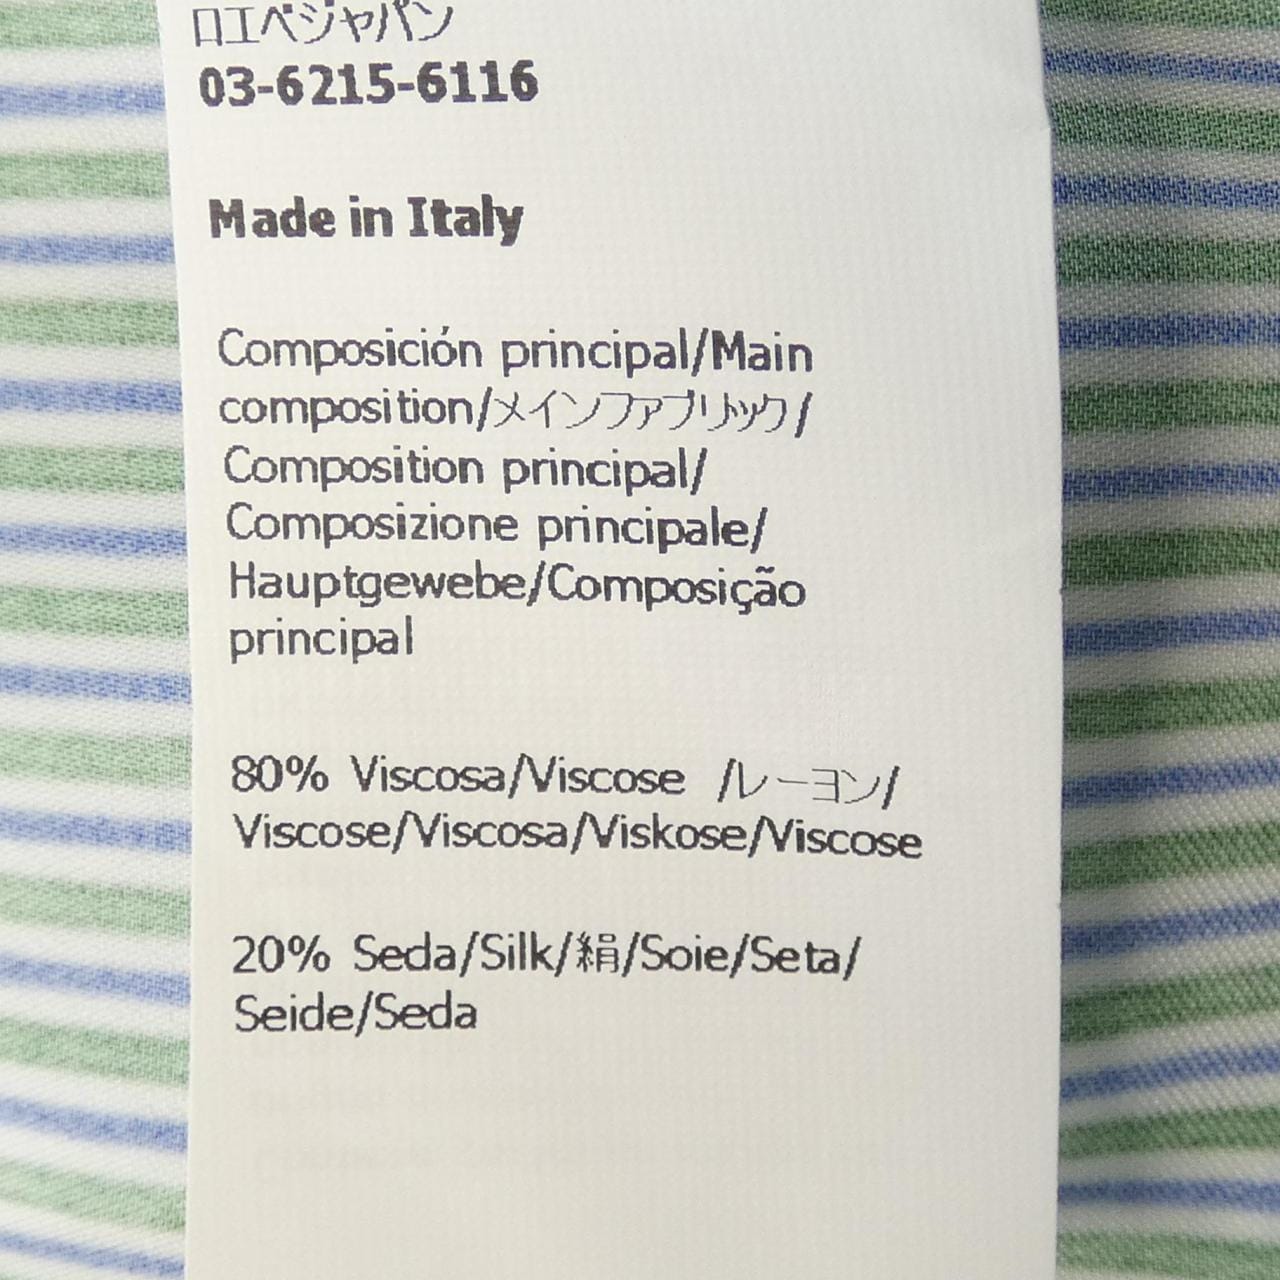 ロエベジャパン
03-6215-6116
Made in Italy
Composición principal/Main
composition/メインファブリック/
Composition principal/
Composizione principale/
Hauptgewebe/Composição
principal
80% Viscosa/Viscose /レーヨン/
Viscose/Viscosa/Viskose/Viscose
20% Seda/Silk/絹/Soie/Seta/
Seide/Seda